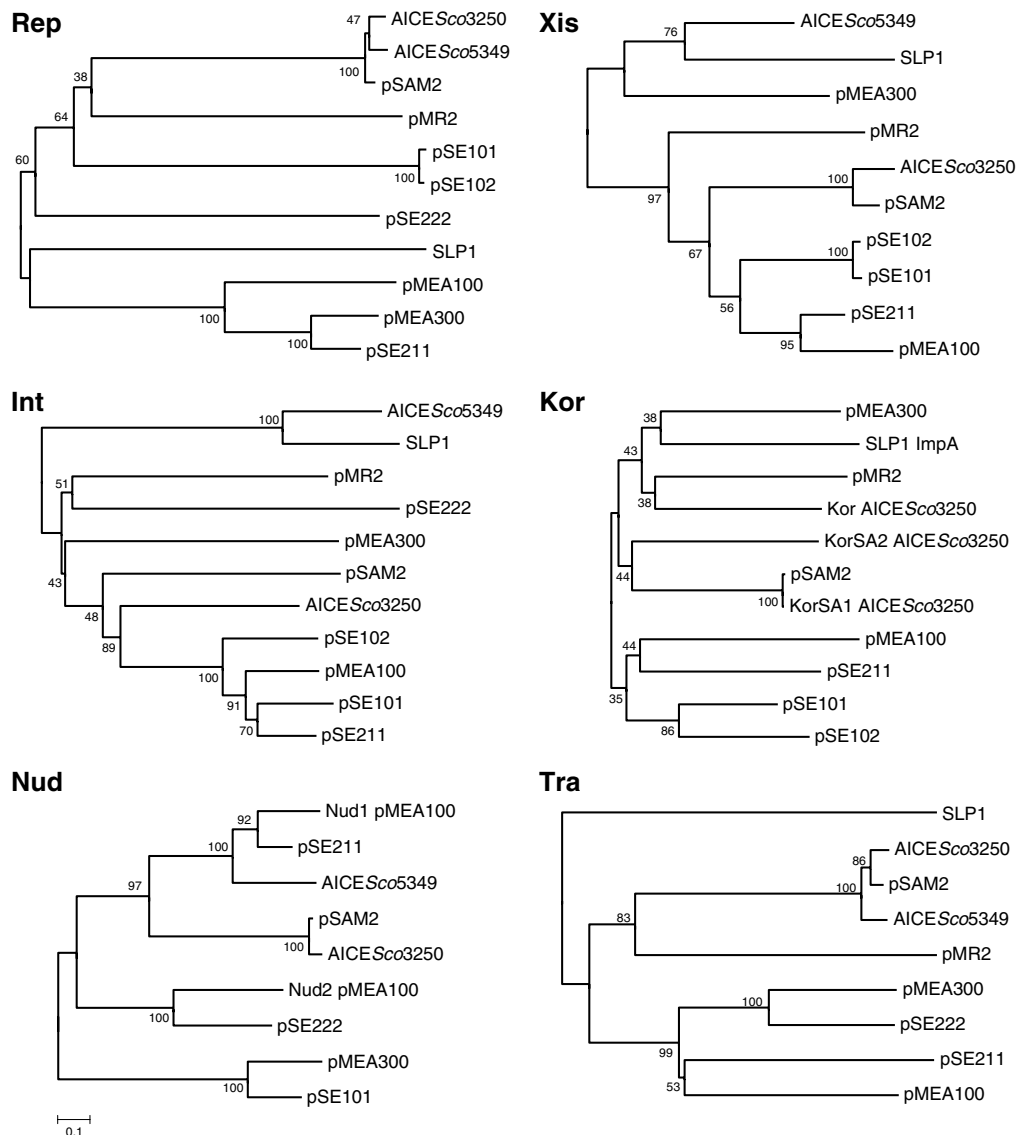 Rep
47
AICESco3250
AICESco5349
100
pSAM2
38
pMR2
64
pSE101
100
pSE102
60
pSE222
SLP1
pMEA100
100
pMEA300
100
pSE211
Xis
AICESco5349
76
SLP1
pMEA300
pMR2
97
AICESco3250
100
pSAM2
67
pSE102
100
pSE101
56
pSE211
95
pMEA100
Int
AICESco5349
100
SLP1
pMR2
51
pSE222
pMEA300
43
pSAM2
48
AICESco3250
89
pSE102
100
pMEA100
91
pSE101
70
pSE211
Kor
pMEA300
38
SLP1 ImpA
43
pMR2
38
Kor AICESco3250
KorSA2 AICESco3250
44
pSAM2
100
KorSA1 AICESco3250
pMEA100
44
pSE211
35
pSE101
86
pSE102
Nud
Nud1 pMEA100
92
pSE211
100
AICESco5349
97
pSAM2
100
AICESco3250
Nud2 pMEA100
100
pSE222
pMEA300
100
pSE101
0.1
Tra
SLP1
AICESco3250
86
pSAM2
100
AICESco5349
83
pMR2
pMEA300
100
pSE222
99
pSE211
53
pMEA100